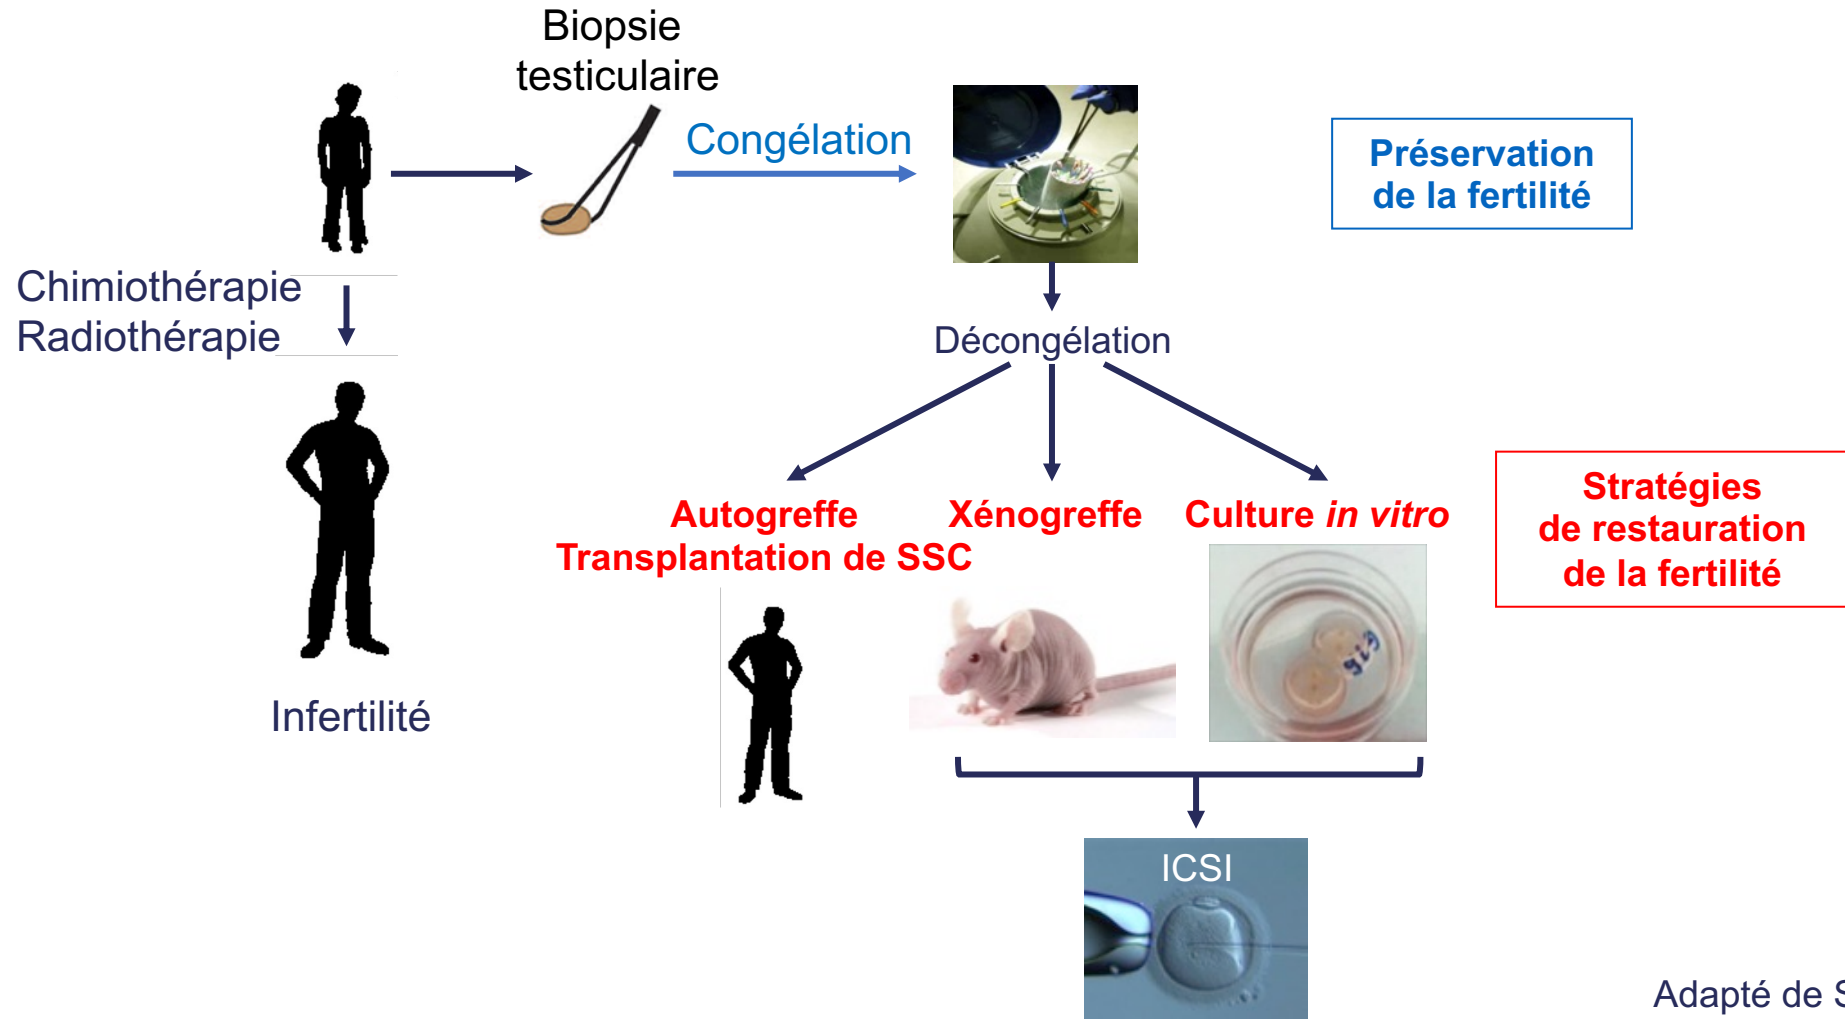 Biopsie
testiculaire
Congélation
Préservation
de la fertilité
Chimiothérapie
Radiothérapie
Décongélation
Autogreffe
Transplantation de SSC
Xénogreffe
Culture in vitro
Stratégies
de restauration
de la fertilité
Infertilité
ICSI
Adapté de S